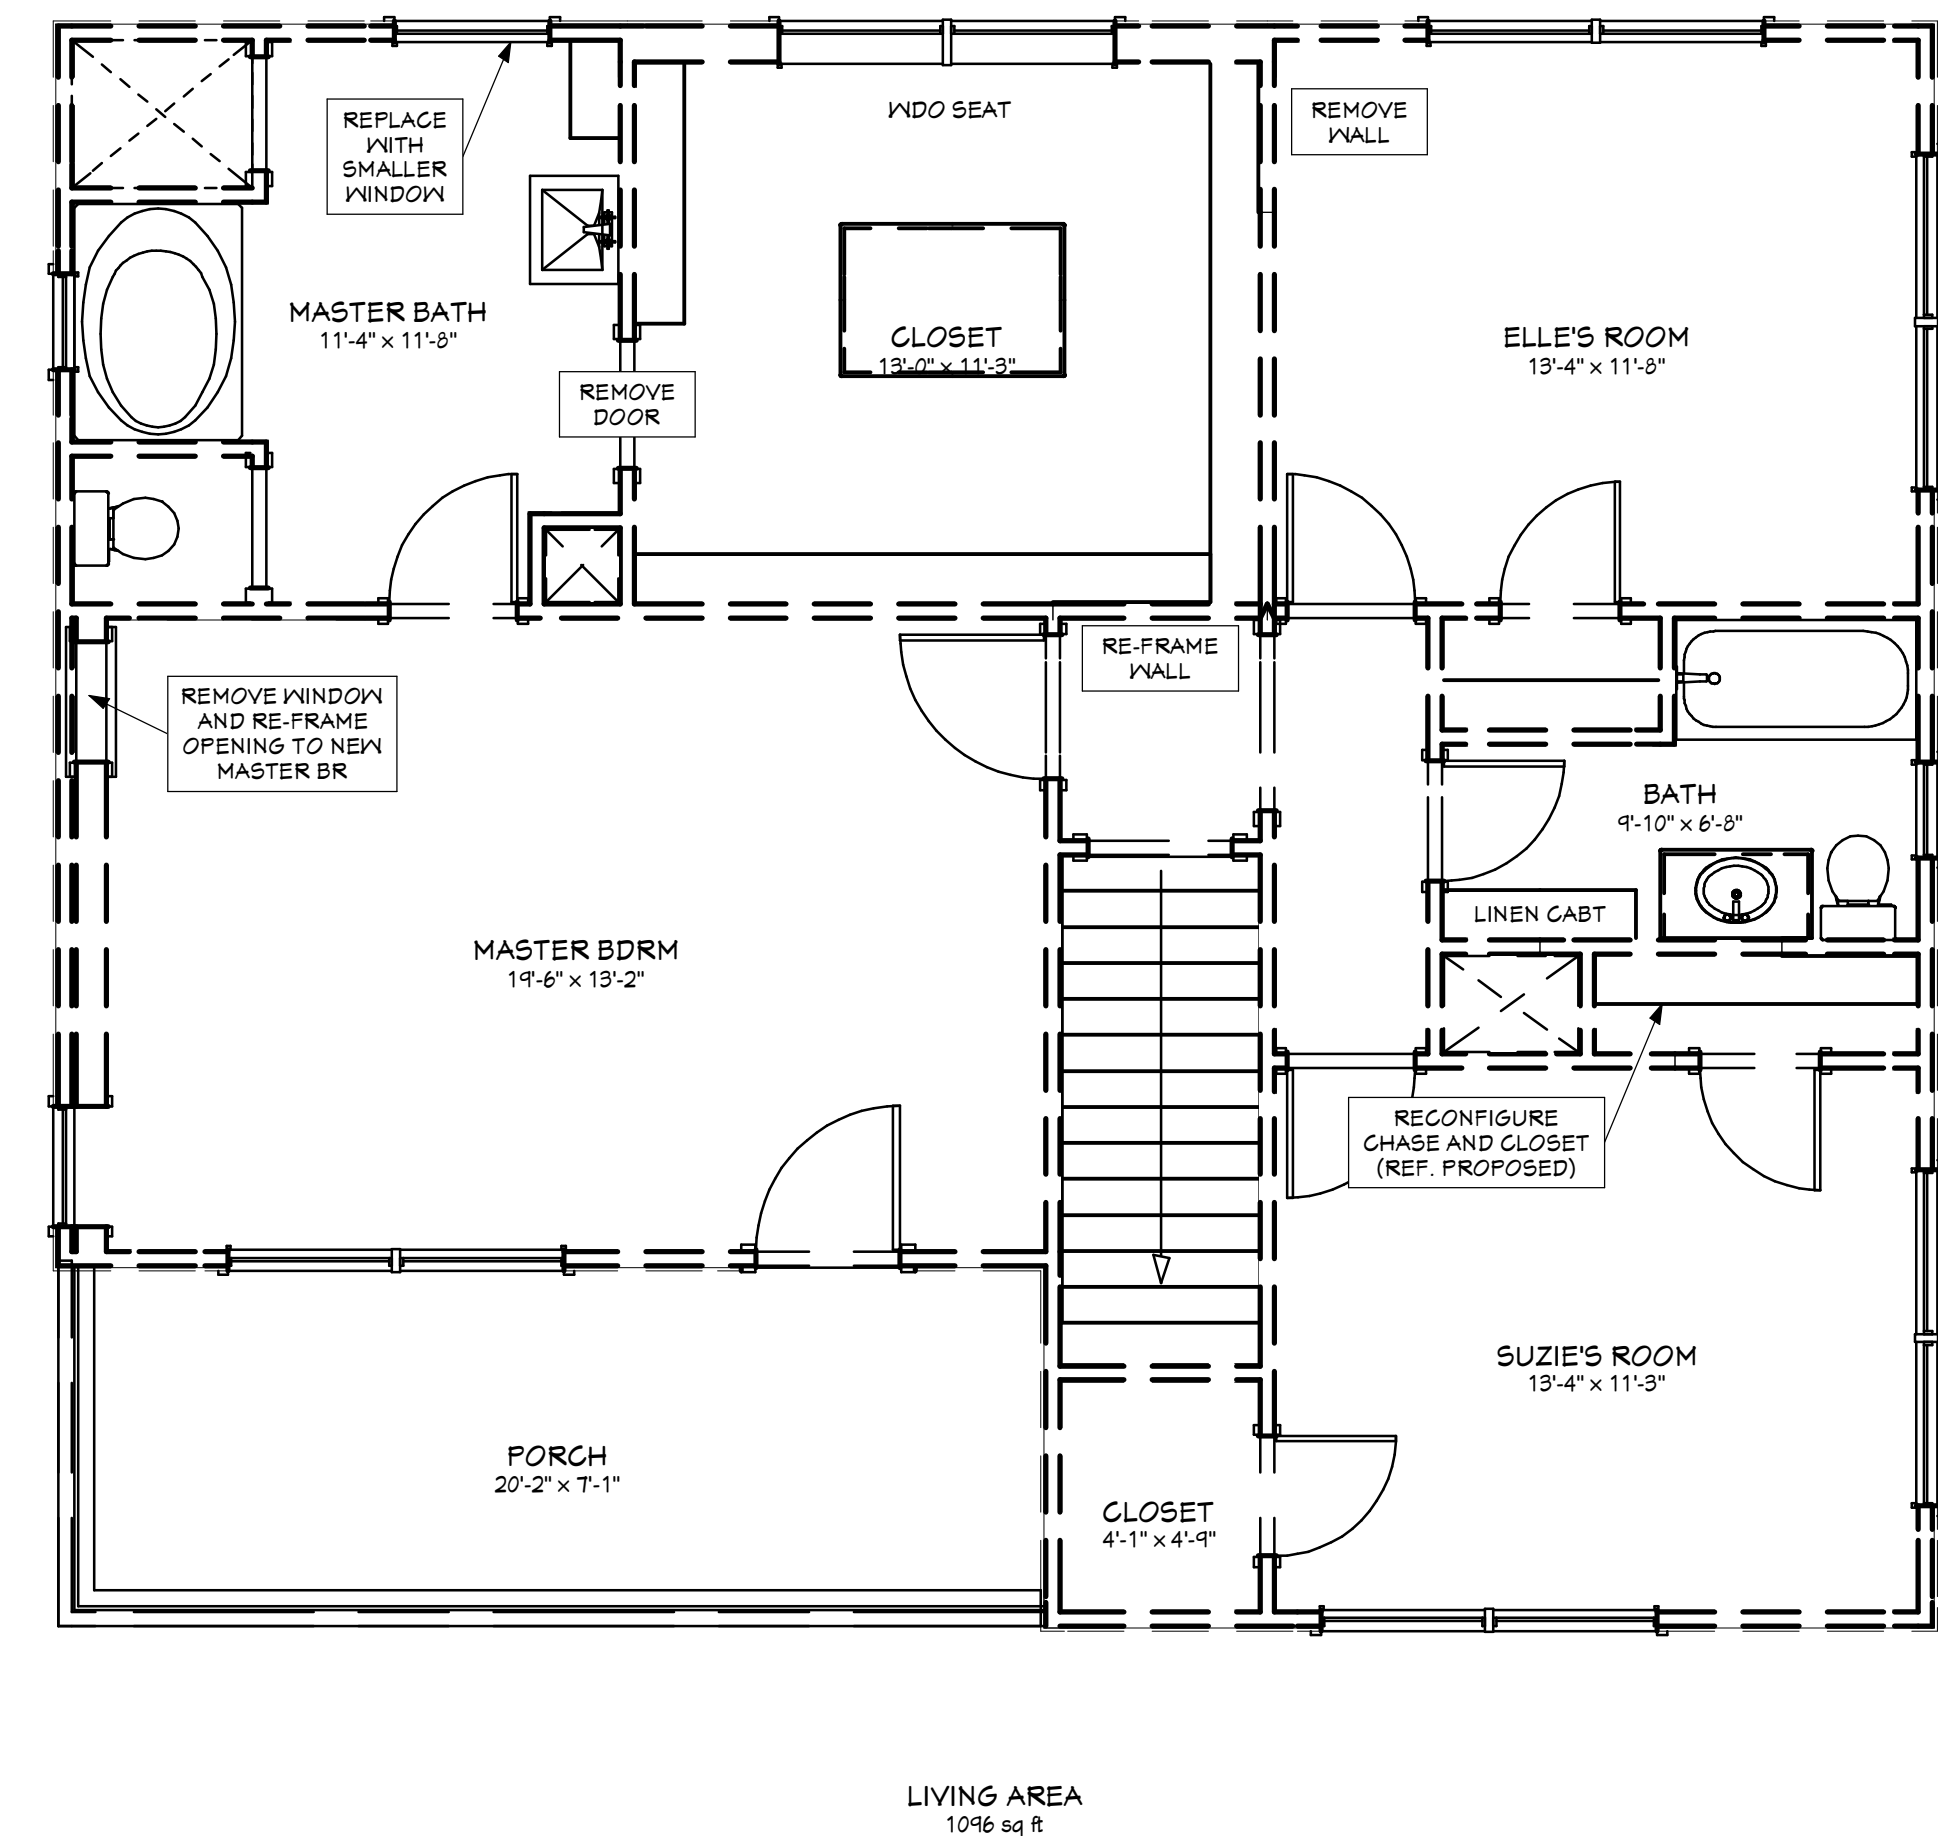 REPLACE
WITH
SMALLER
WINDOW
WDO SEAT
REMOVE
WALL
MASTER BATH
11'-4" x 11'-8"
CLOSET
13'-0" x 11'-3"
ELLE'S ROOM
13'-4" x 11'-8"
REMOVE
DOOR
RE-FRAME
WALL
REMOVE WINDOW
AND RE-FRAME
OPENING TO NEW
MASTER BR
BATH
9'-10" x 6'-8"
LINEN CABT
MASTER BDRM
19'-6" x 13'-2"
RECONFIGURE
CHASE AND CLOSET
(REF. PROPOSED)
SUZIE'S ROOM
13'-4" x 11'-3"
PORCH
20'-2" x 7'-1"
CLOSET
4'-1" x 4'-9"
LIVING AREA
1096 sq ft